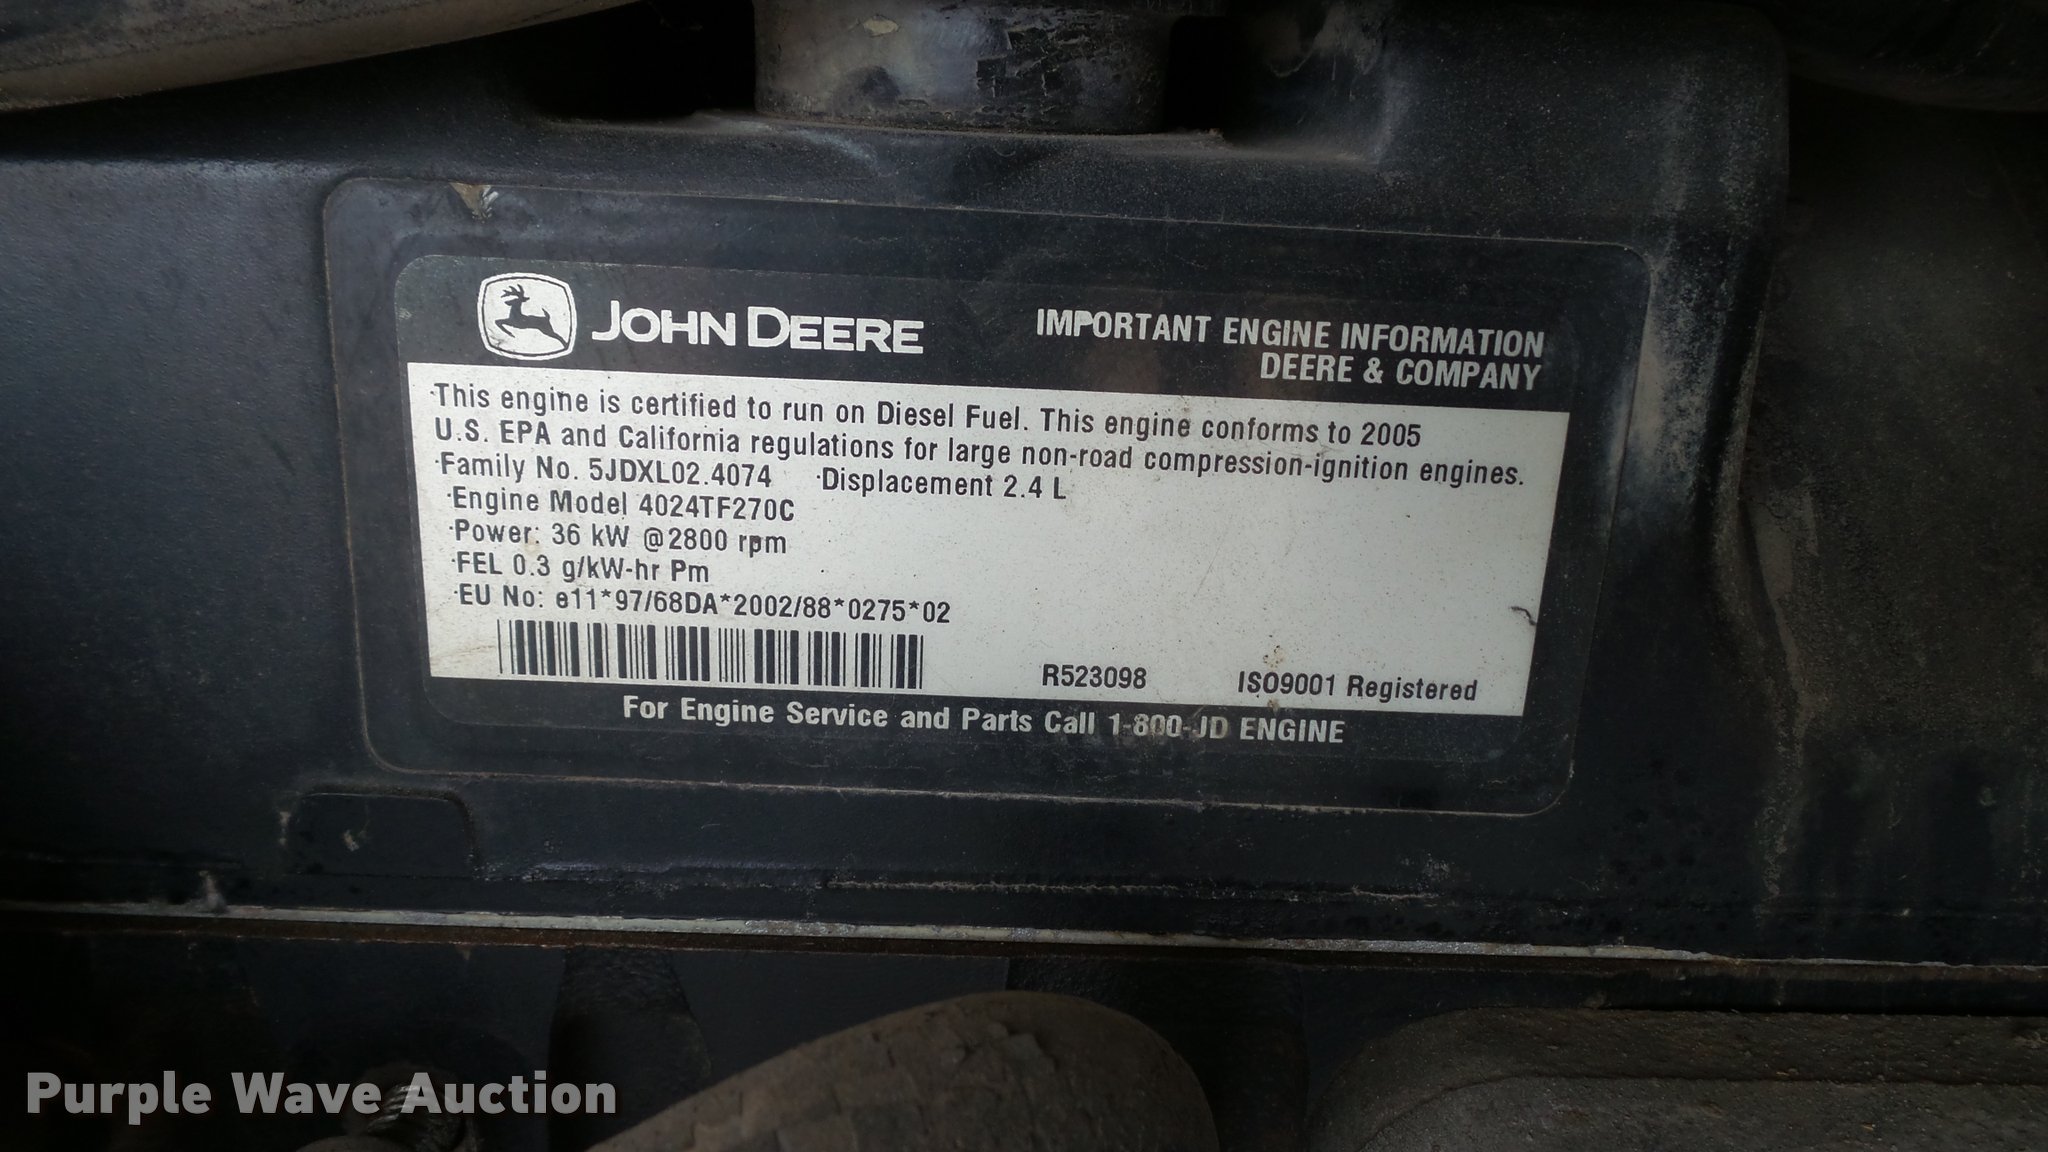 JOHN DEERE
IMPORTANT ENGINE INFORMATION
DEERE & COMPANY
·This engine is certified to run on Diesel Fuel. This engine conforms to 2005
U.S. EPA and California regulations for large non-road compression-ignition engines.
·Family No. 5JDXL02.4074 ·Displacement 2.4 L
·Engine Model 4024TF270C
·Power: 36 kW @2800 rpm
·FEL 0.3 g/kW-hr Pm
·EU No: e11*97/68DA*2002/88*0275*02
R523098 ISO9001 Registered
For Engine Service and Parts Call 1-800-JD ENGINE
Purple Wave Auction